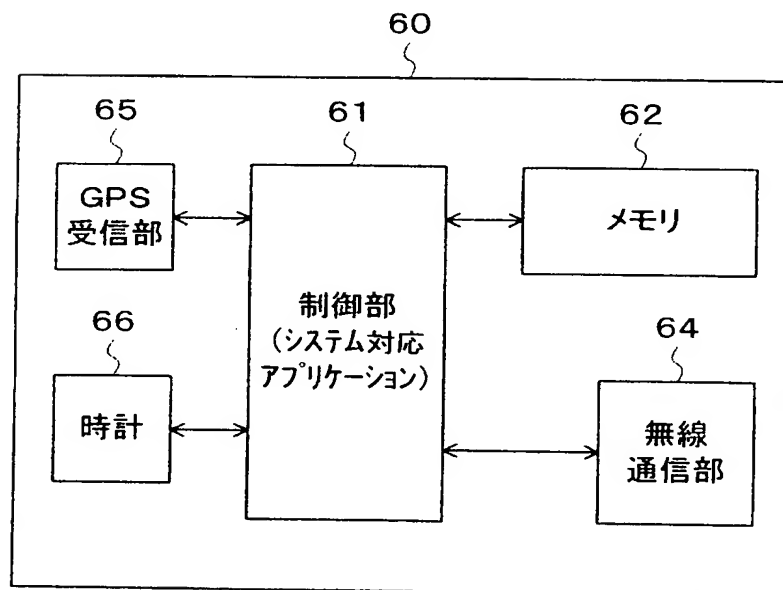 60
65
61
62
GPS
受信部
メモリ
制御部
(システム対応
アプリケーション)
66
64
時計
無線
通信部